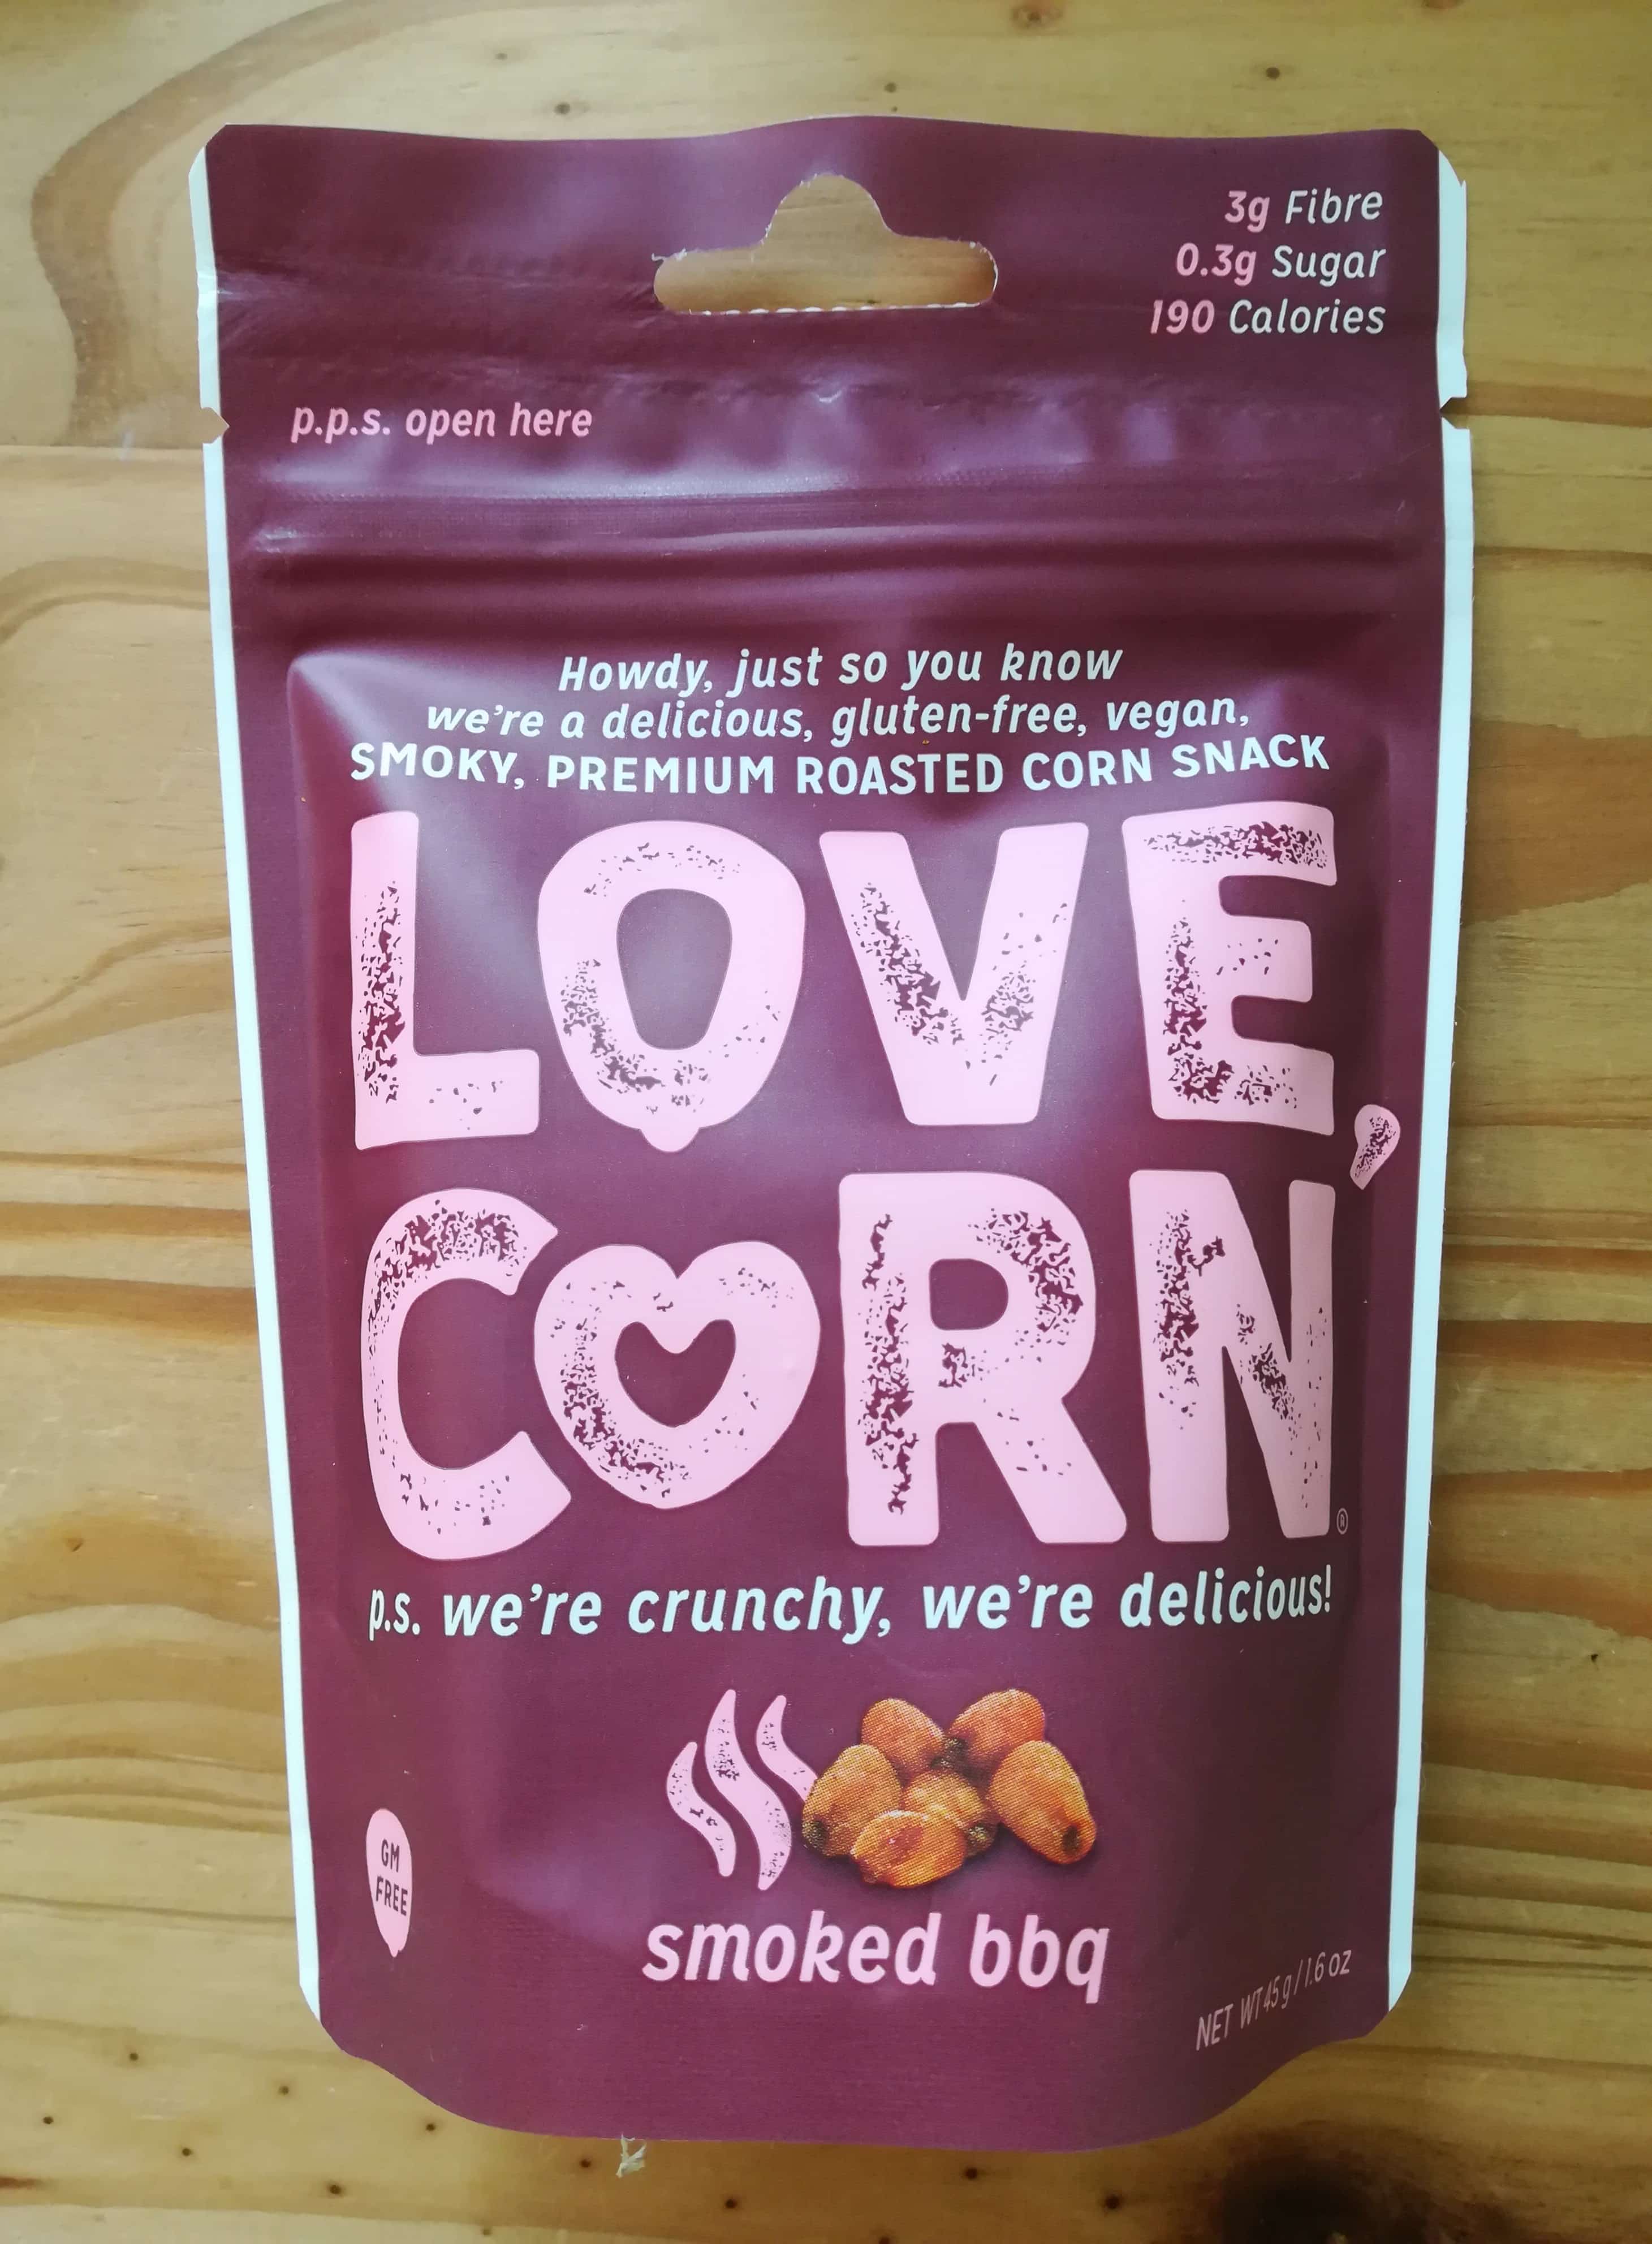 3g Fibre
0.3g Sugar
190 Calories
p.p.s. open here
Howdy, just so you know
we're a delicious, gluten-free, vegan,
SMOKY, PREMIUM ROASTED CORN SNACK
LOVE,
CORN®
p.s. we're crunchy, we're delicious!
GM
FREE
smoked bbq
NET WT 45g/1.6 oz